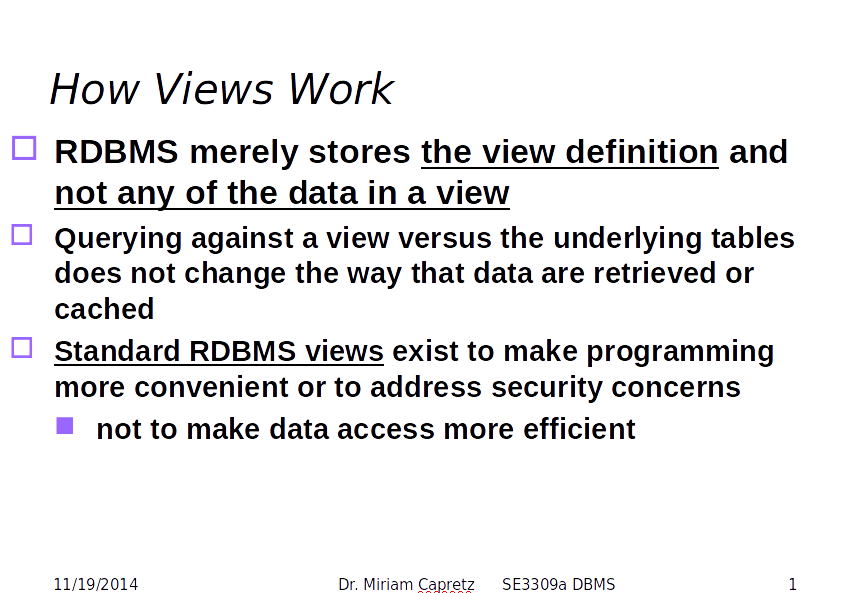 How Views Work
RDBMS merely stores the view definition and
not any of the data in a view
Querying against a view versus the underlying tables
does not change the way that data are retrieved or
cached
Standard RDBMS views exist to make programming
more convenient or to address security concerns
not to make data access more efficient
11/19/2014 Dr. Miriam Capretz SE3309a DBMS 1